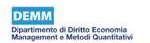 DEMM
Dipartimento di Diritto Economia
Management e Metodi Quantitativi